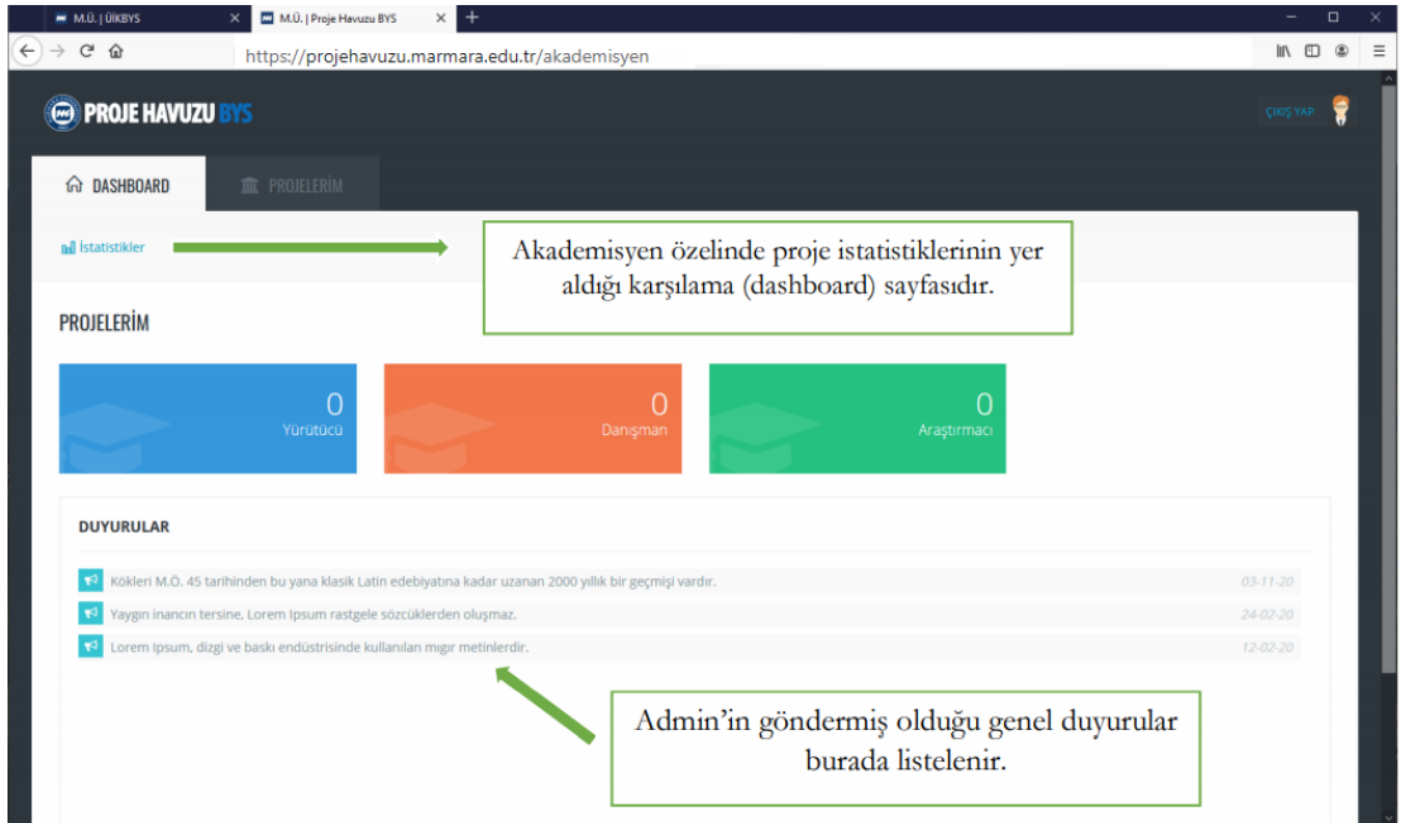 M.Ü. | ÜİKBYS
M.Ü. | Proje Havuzu BYS
https://projehavuzu.marmara.edu.tr/akademisyen
PROJE HAVUZU BYS
ÇIKIŞ YAP
DASHBOARD
PROJELERİM
İstatistikler
Akademisyen özelinde proje istatistiklerinin yer
aldığı karşılama (dashboard) sayfasıdır.
PROJELERİM
0
Yürütücü
0
Danışman
0
Araştırmacı
DUYURULAR
Kökleri M.Ö. 45 tarihinden bu yana klasik Latin edebiyatına kadar uzanan 2000 yıllık bir geçmişi vardır. 03-11-20
Yaygın inancın tersine, Lorem Ipsum rastgele sözcüklerden oluşmaz. 24-02-20
Lorem Ipsum, dizgi ve baskı endüstrisinde kullanılan mıgır metinlerdir. 12-02-20
Admin’in göndermiş olduğu genel duyurular
burada listelenir.